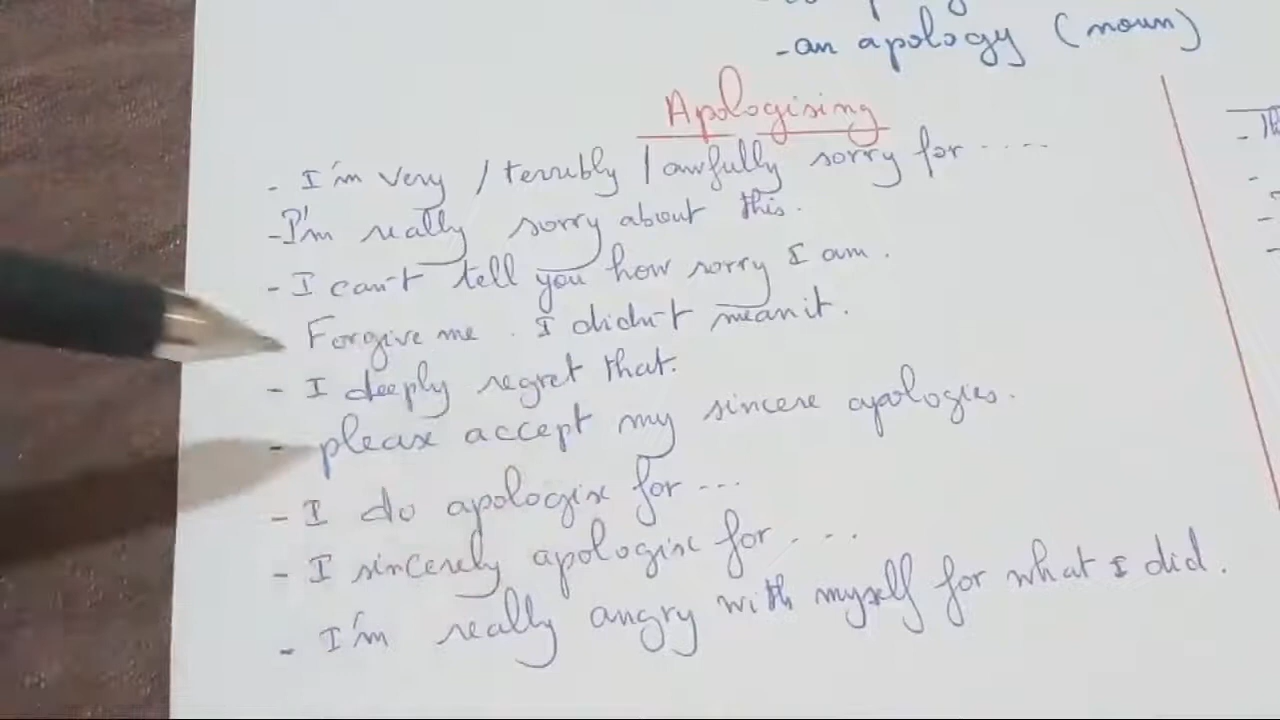 - an apology (noun)
Apologising
- I'm very / terribly / awfully sorry for .....
- I'm really sorry about this.
- I can't tell you how sorry I am.
Forgive me. I didn't mean it.
- I deeply regret that.
- please accept my sincere apologies.
- I do apologise for ...
- I sincerely apologise for ....
- I'm really angry with myself for what I did.